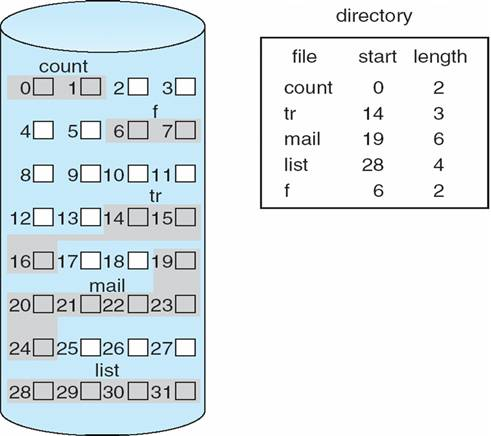 directory
file start length
count 0 2
tr 14 3
mail 19 6
list 28 4
f 6 2
count
0 1 2 3
f
4 5 6 7
8 9 10 11
tr
12 13 14 15
16 17 18 19
mail
20 21 22 23
24 25 26 27
list
28 29 30 31